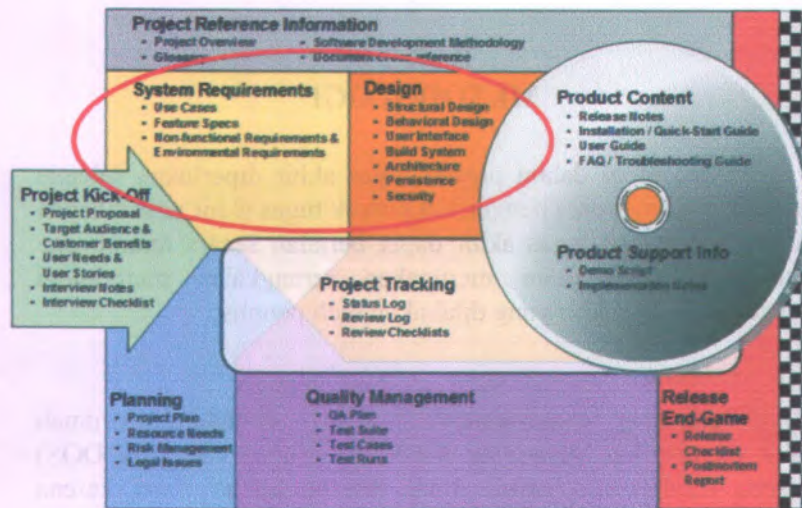 Project Reference Information
• Project Overview • Software Development Methodology
• Glossary • Document Cross-reference
System Requirements
• Use Cases
• Feature Specs
• Non-functional Requirements &
Environmental Requirements
Design
• Structural Design
• Behavioral Design
• User Interface
• Build System
• Architecture
• Persistence
• Security
Product Content
• Release Notes
• Installation / Quick-Start Guide
• User Guide
• FAQ / Troubleshooting Guide
Project Kick-Off
• Project Proposal
• Target Audience &
Customer Benefits
• User Needs &
User Stories
• Interview Notes
• Interview Checklist
Product Support Info
• Demo Script
• Implementation Notes
Project Tracking
• Status Log
• Review Log
• Review Checklists
Planning
• Project Plan
• Resource Needs
• Risk Management
• Legal Issues
Quality Management
• QA Plan
• Test Suite
• Test Cases
• Test Runs
Release
End-Game
• Release
Checklist
• Postmortem
Report